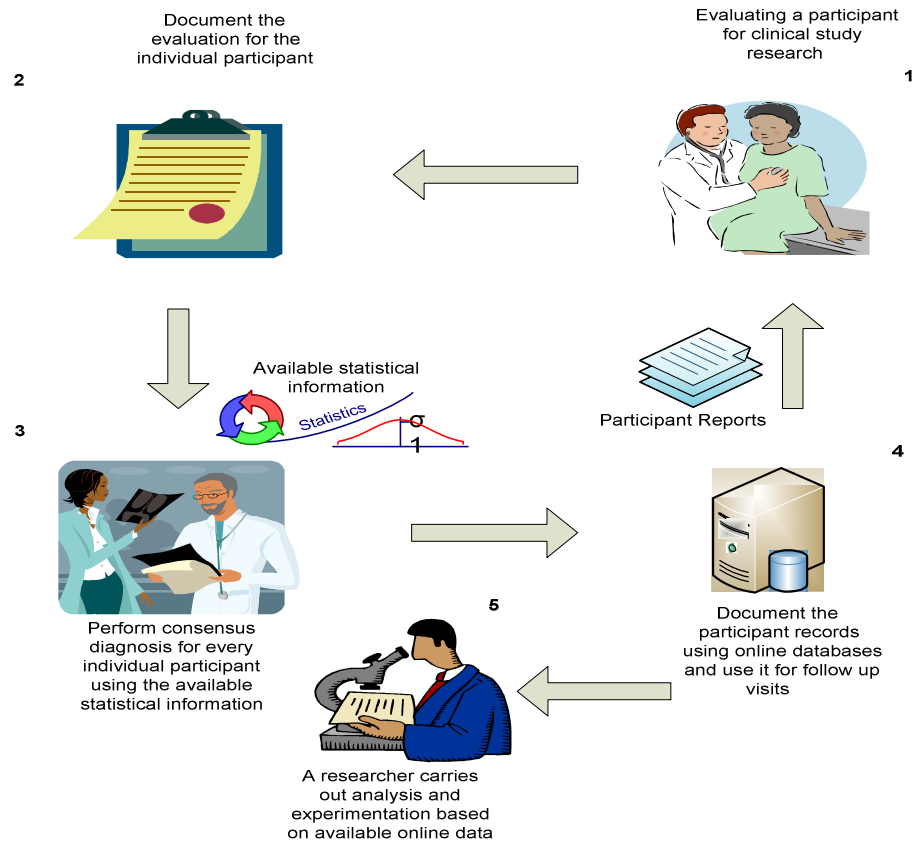 Evaluating a participant
for clinical study
research
1
Document the
evaluation for the
individual participant
2
Available statistical
information
Statistics
σ
1
3
Perform consensus
diagnosis for every
individual participant
using the available
statistical information
Participant Reports
4
Document the
participant records
using online databases
and use it for follow up
visits
5
A researcher carries
out analysis and
experimentation based
on available online data